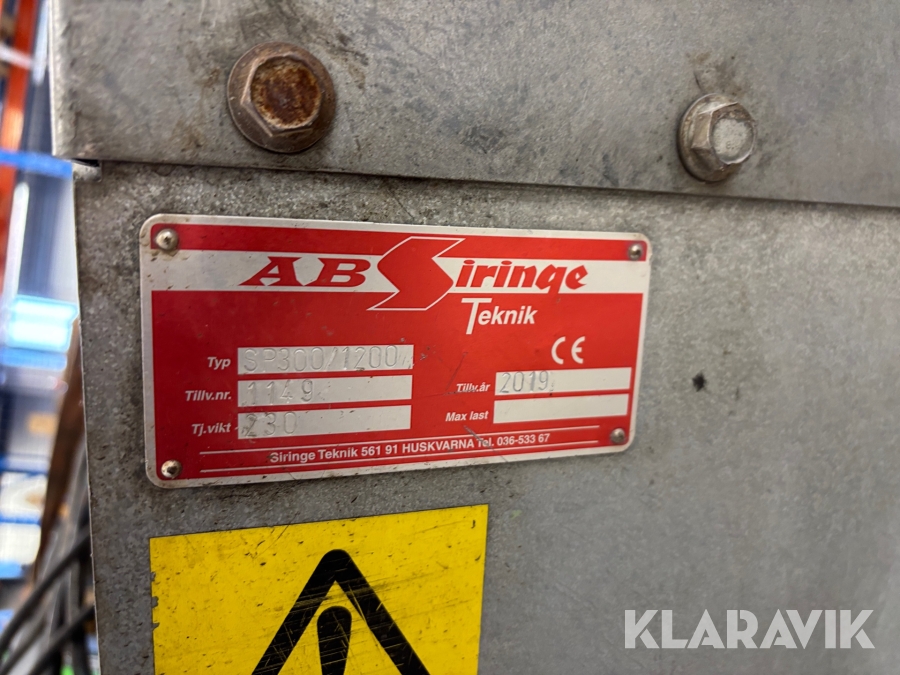 AB Siringe
Teknik
Typ SP300/1200
CE
Tillv.nr. 1149
Tillv.år 2019
Tj.vikt 230
Max last
Siringe Teknik 561 91 HUSKVARNA Tel. 036-533 67
KLARAVIK